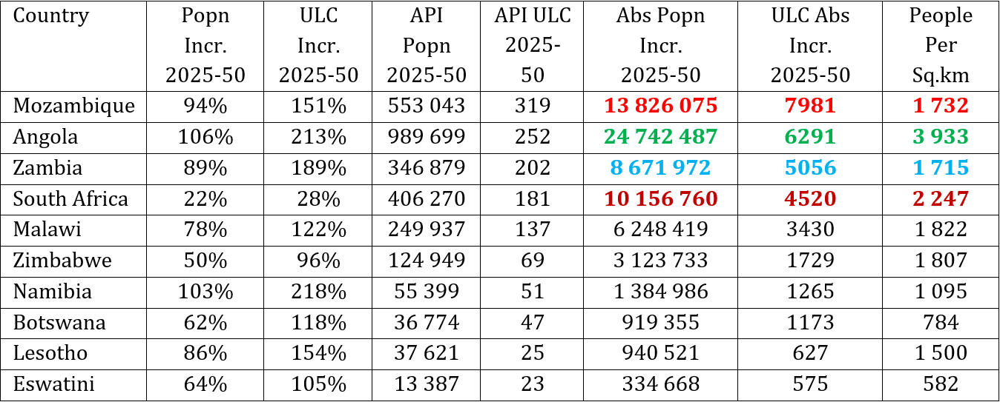 Country Popn Incr. 2025-50 ULC Incr. 2025-50 API Popn 2025-50 API ULC 2025-50 Abs Popn Incr. 2025-50 ULC Abs Incr. 2025-50 People Per Sq.km
Mozambique 94% 151% 553 043 319 13 826 075 7981 1 732
Angola 106% 213% 989 699 252 24 742 487 6291 3 933
Zambia 89% 189% 346 879 202 8 671 972 5056 1 715
South Africa 22% 28% 406 270 181 10 156 760 4520 2 247
Malawi 78% 122% 249 937 137 6 248 419 3430 1 822
Zimbabwe 50% 96% 124 949 69 3 123 733 1729 1 807
Namibia 103% 218% 55 399 51 1 384 986 1265 1 095
Botswana 62% 118% 36 774 47 919 355 1173 784
Lesotho 86% 154% 37 621 25 940 521 627 1 500
Eswatini 64% 105% 13 387 23 334 668 575 582